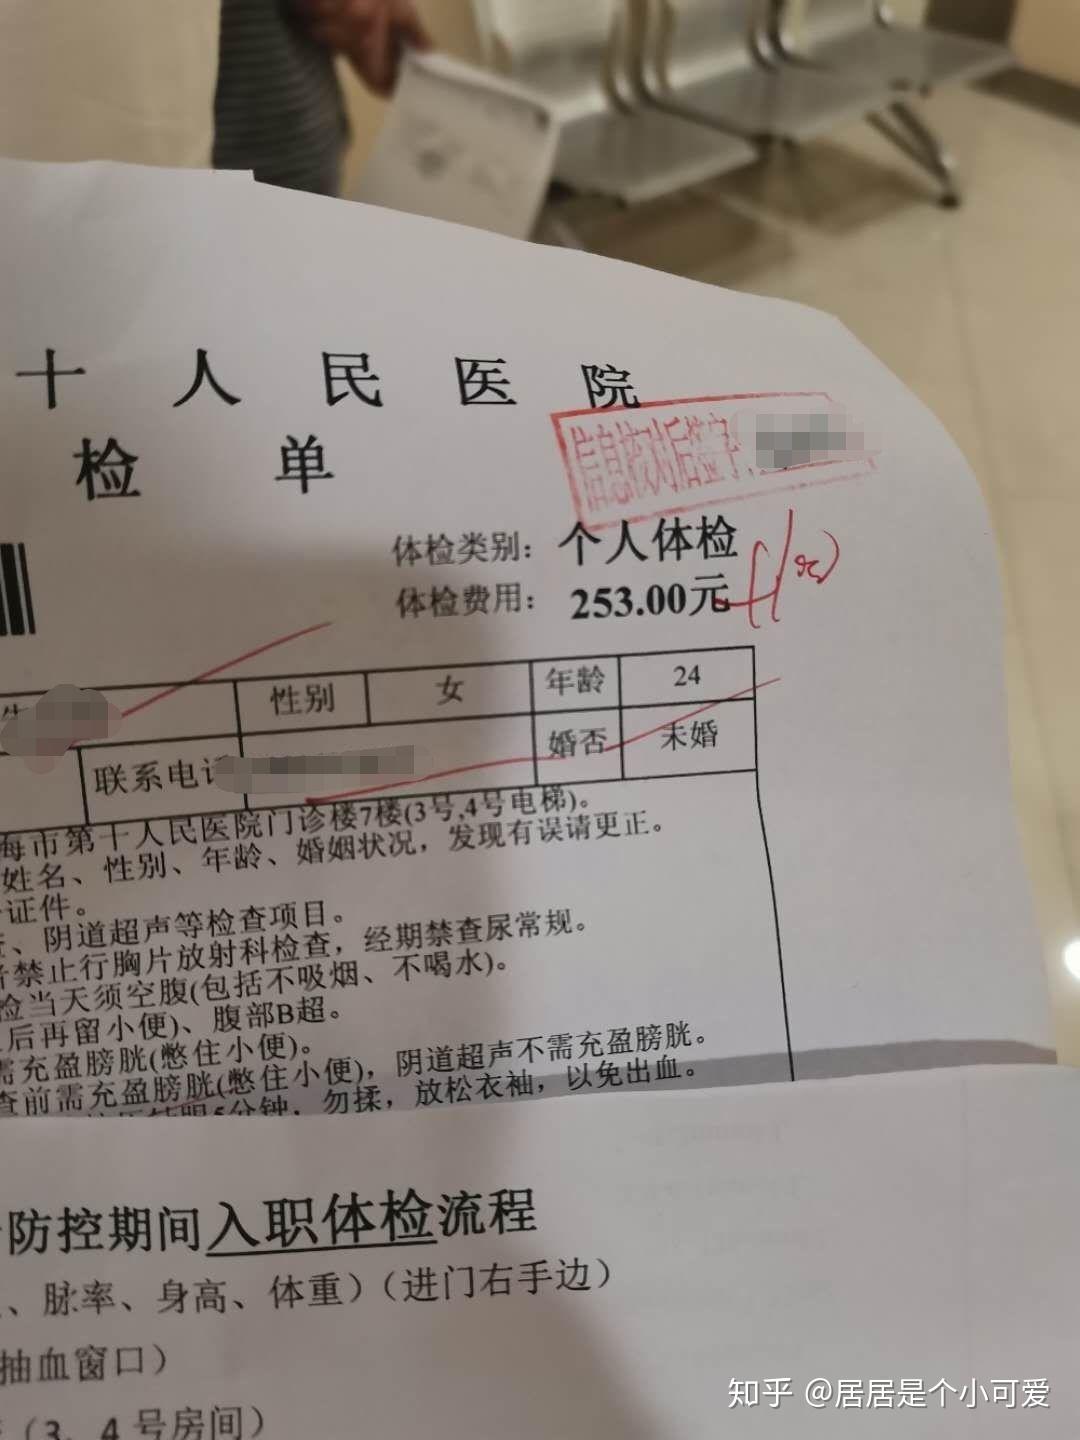 十人民医院
检单
信息核对后签字
体检类别：个人体检
体检费用：253.00元
性别 女 年龄 24
联系电话 婚否 未婚
海市第十人民医院门诊楼7楼(3号,4号电梯)。
姓名、性别、年龄、婚姻状况，发现有误请更正。
证件。
、阴道超声等检查项目。
禁止行胸片放射科检查，经期禁查尿常规。
检当天须空腹(包括不吸烟、不喝水)。
后再留小便)、腹部B超。
需充盈膀胱(憋住小便)。
查前需充盈膀胱(憋住小便)，阴道超声不需充盈膀胱。
5分钟，勿揉，放松衣袖，以免出血。
防控期间入职体检流程
、脉率、身高、体重）（进门右手边）
抽血窗口）
（3、4号房间）
知乎 @居居是个小可爱